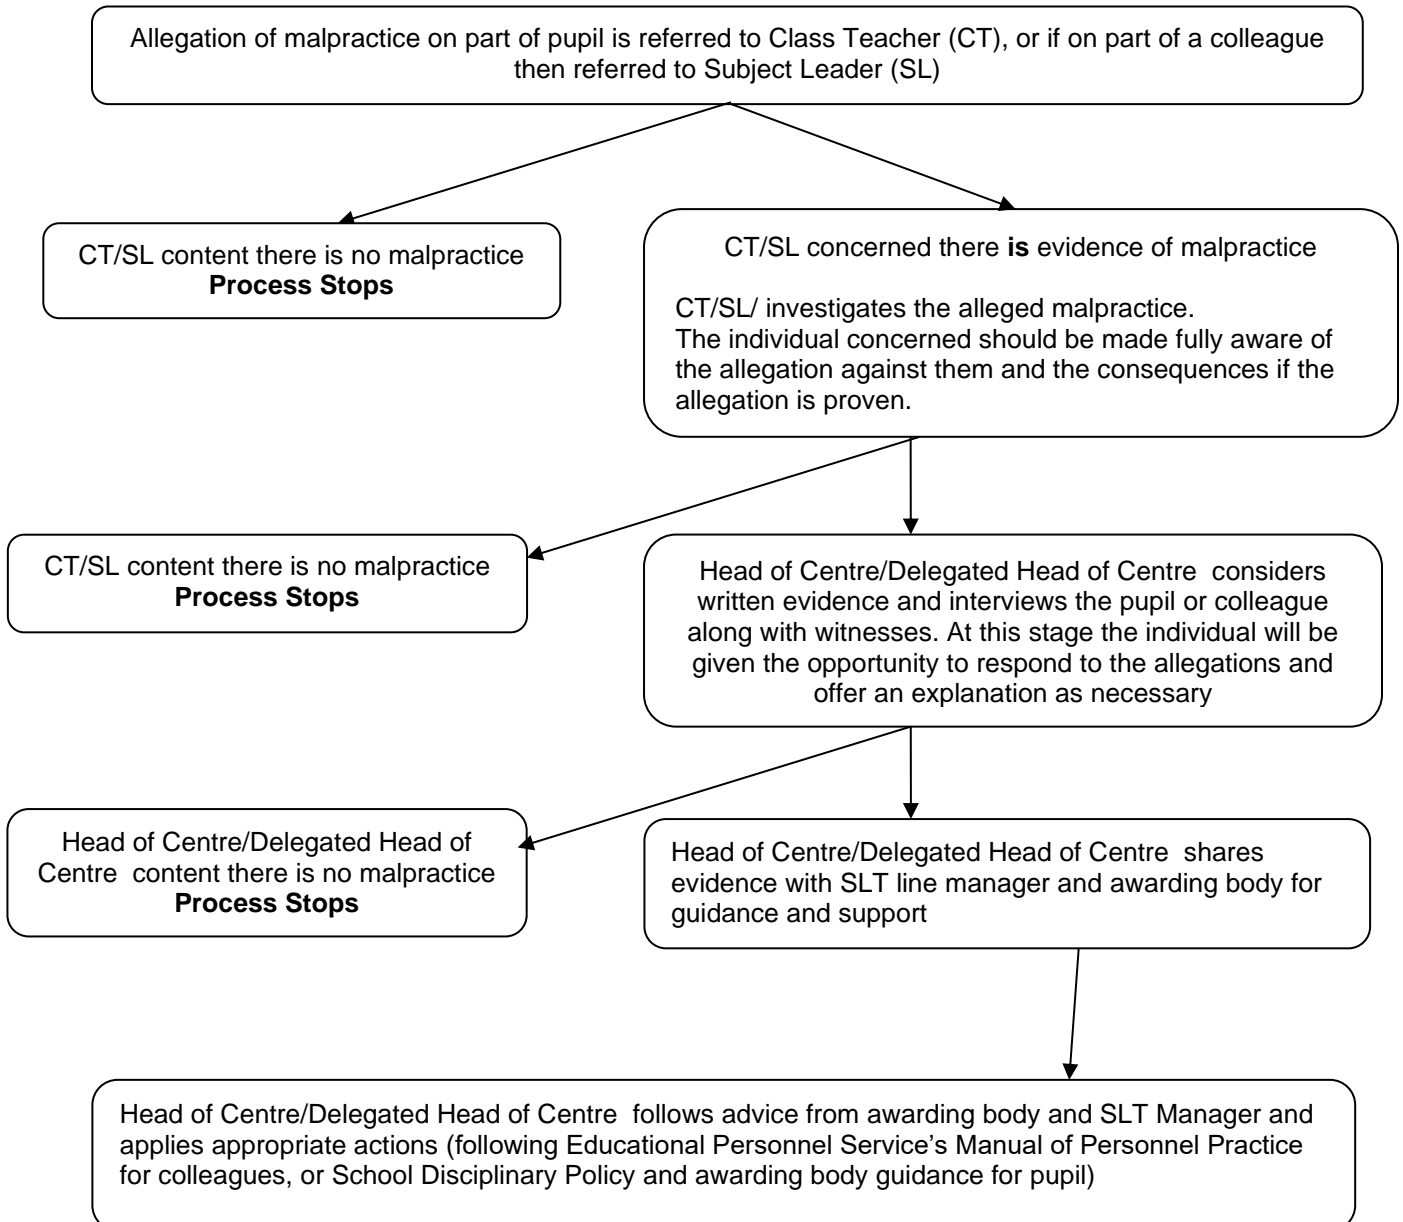 Allegation of malpractice on part of pupil is referred to Class Teacher (CT), or if on part of a colleague
then referred to Subject Leader (SL)
CT/SL content there is no malpractice
Process Stops
CT/SL concerned there is evidence of malpractice
CT/SL/ investigates the alleged malpractice.
The individual concerned should be made fully aware of
the allegation against them and the consequences if the
allegation is proven.
CT/SL content there is no malpractice
Process Stops
Head of Centre/Delegated Head of Centre considers
written evidence and interviews the pupil or colleague
along with witnesses. At this stage the individual will be
given the opportunity to respond to the allegations and
offer an explanation as necessary
Head of Centre/Delegated Head of
Centre content there is no malpractice
Process Stops
Head of Centre/Delegated Head of Centre shares
evidence with SLT line manager and awarding body for
guidance and support
Head of Centre/Delegated Head of Centre follows advice from awarding body and SLT Manager and
applies appropriate actions (following Educational Personnel Service's Manual of Personnel Practice
for colleagues, or School Disciplinary Policy and awarding body guidance for pupil)